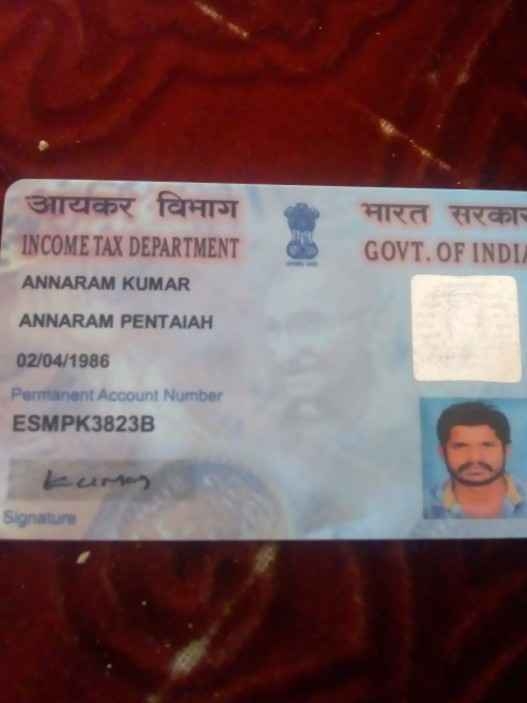 आयकर विभाग
भारत सरकार
INCOME TAX DEPARTMENT
GOVT. OF INDIA
ANNARAM KUMAR
ANNARAM PENTAIAH
02/04/1986
Permanent Account Number
ESMPK3823B
Kumar
Signature